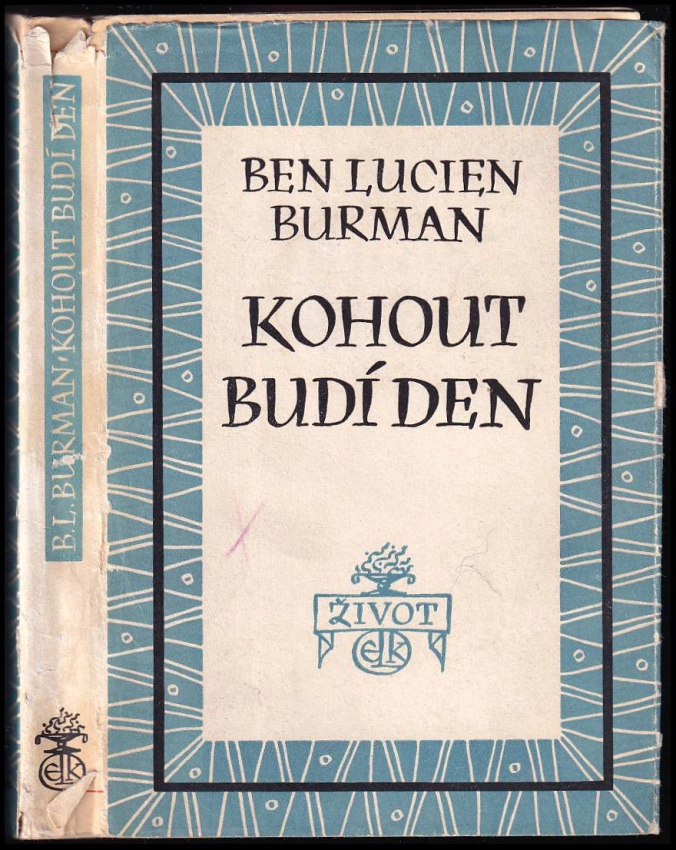 B.L. BURMAN · KOHOUT BUDÍ DEN
ELK
BEN LUCIEN
BURMAN
KOHOUT
BUDÍ DEN
ŽIVOT
ELK